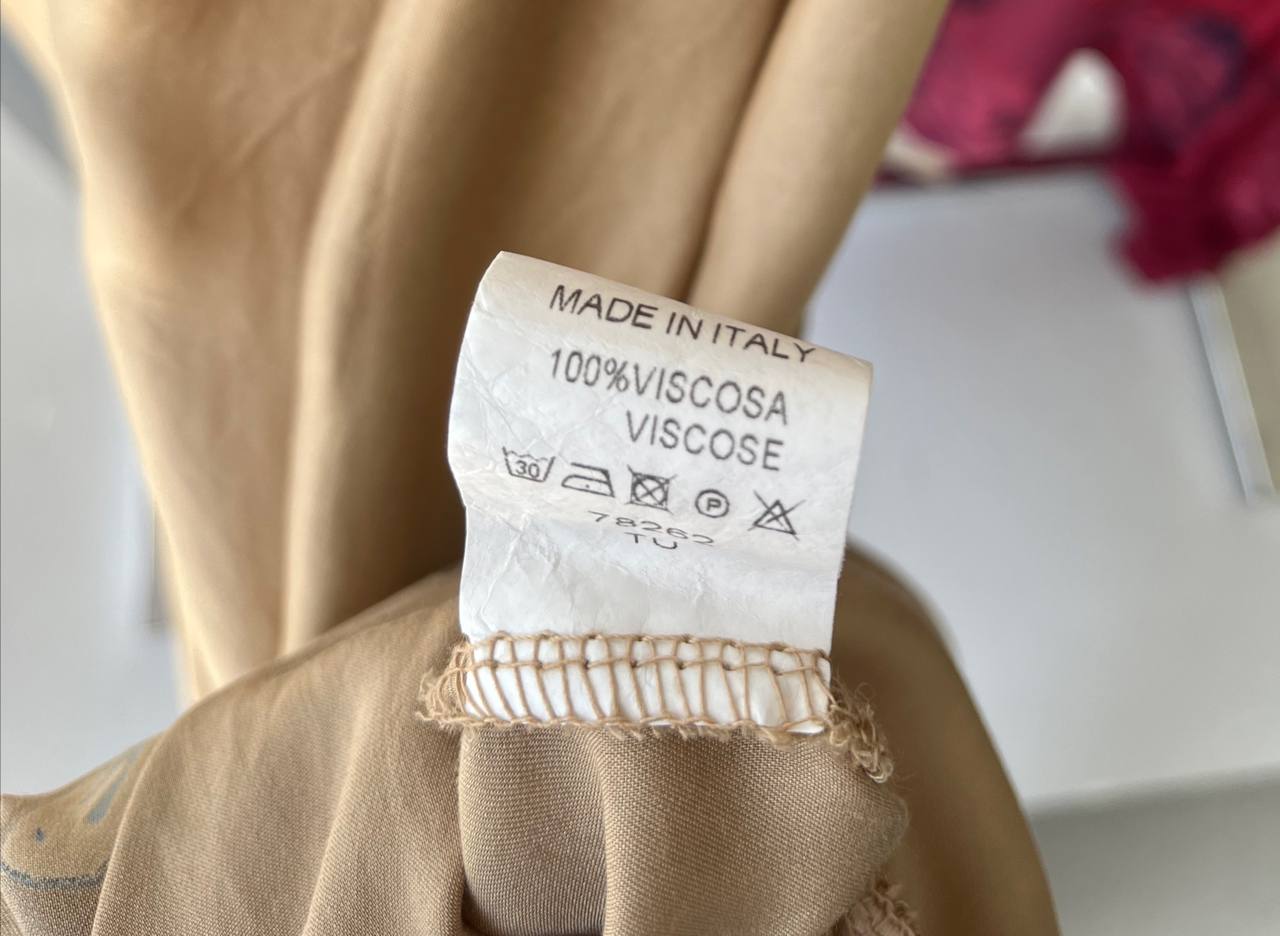 MADE IN ITALY
100%VISCOSA
VISCOSE
30 P
78262
TU